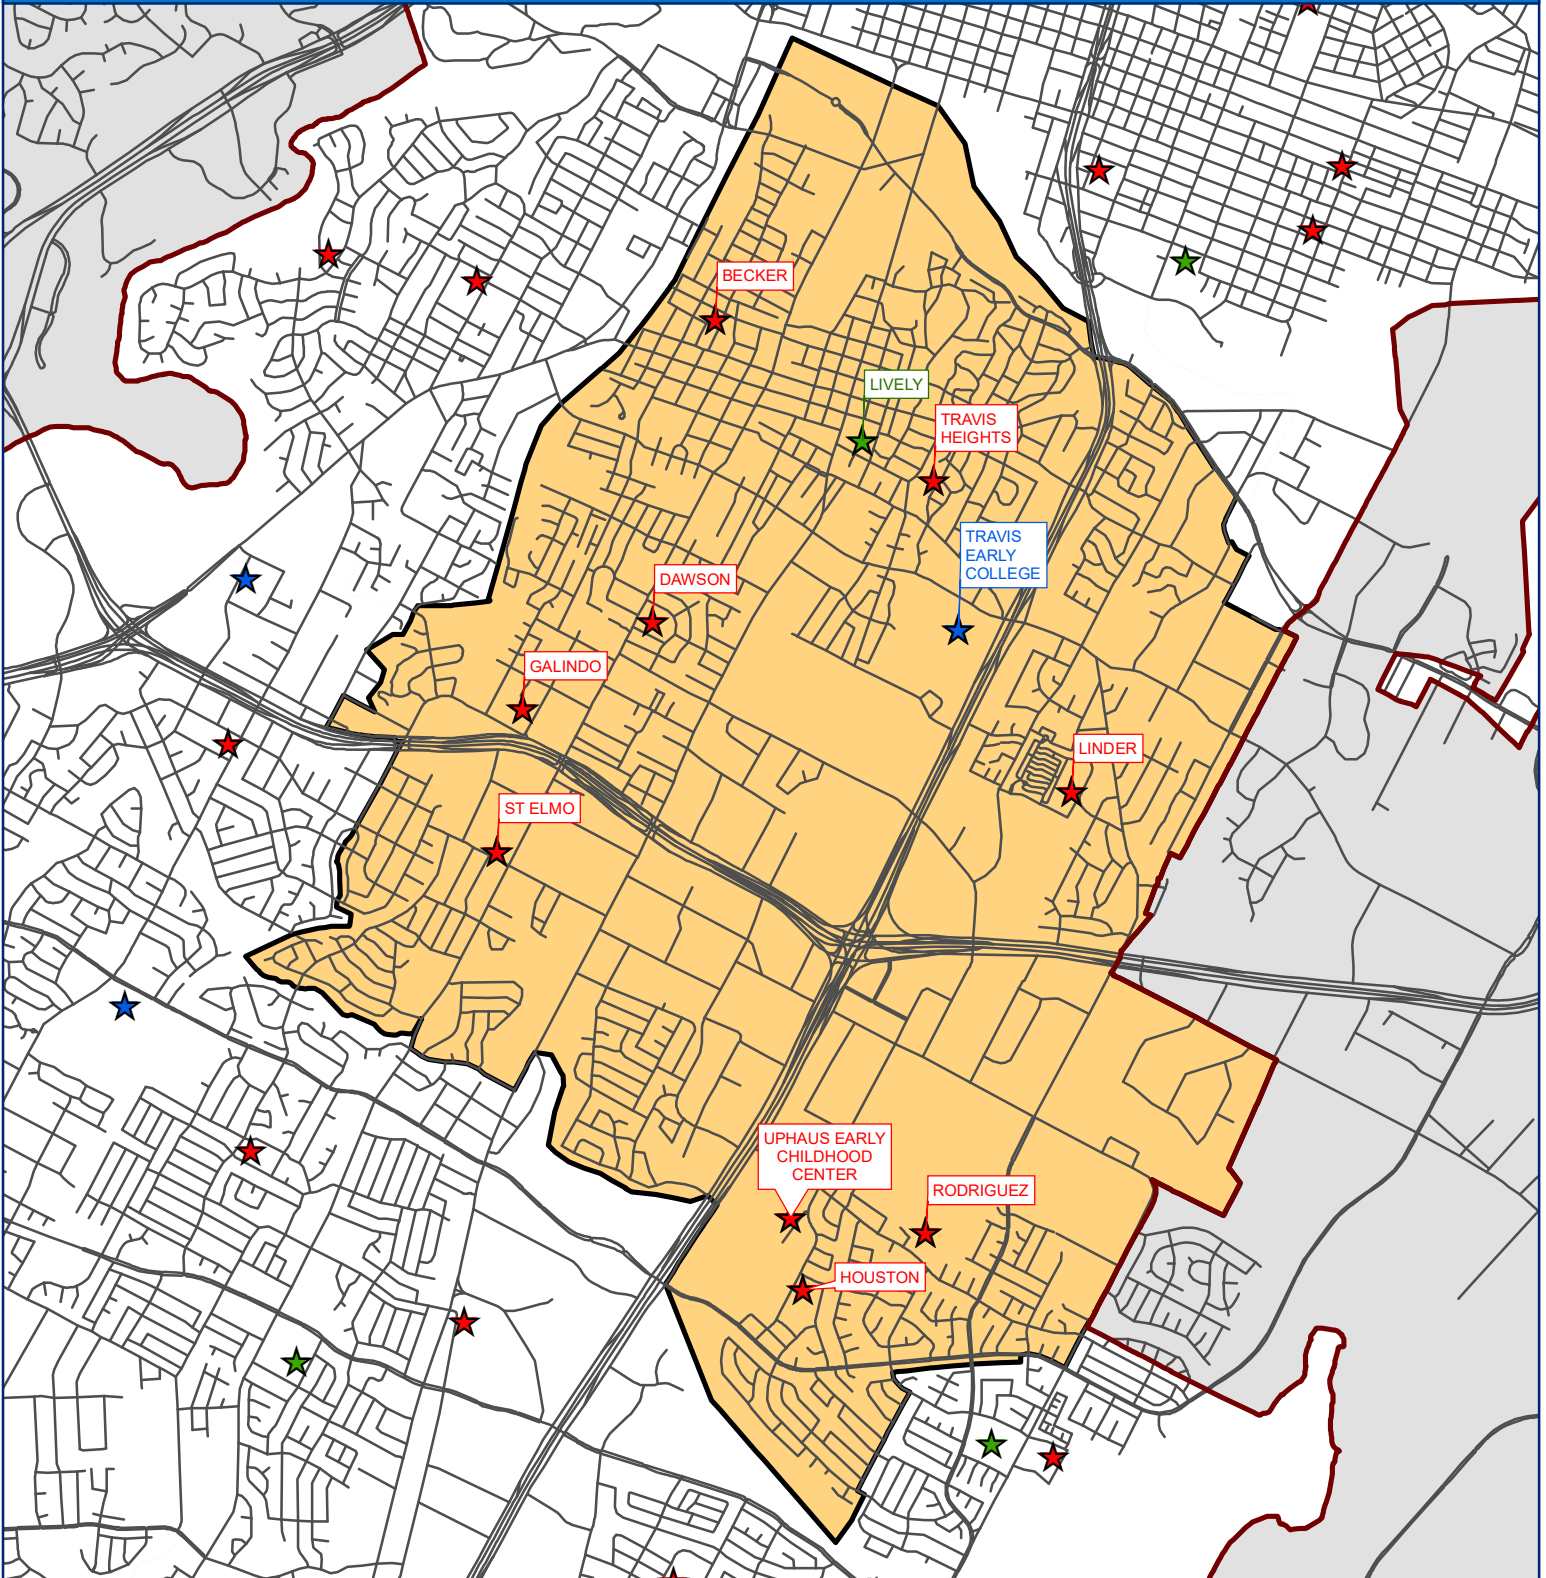 BECKER
LIVELY
TRAVIS
HEIGHTS
TRAVIS
EARLY
COLLEGE
DAWSON
GALINDO
LINDER
ST ELMO
UPHAUS EARLY
CHILDHOOD
CENTER
RODRIGUEZ
HOUSTON